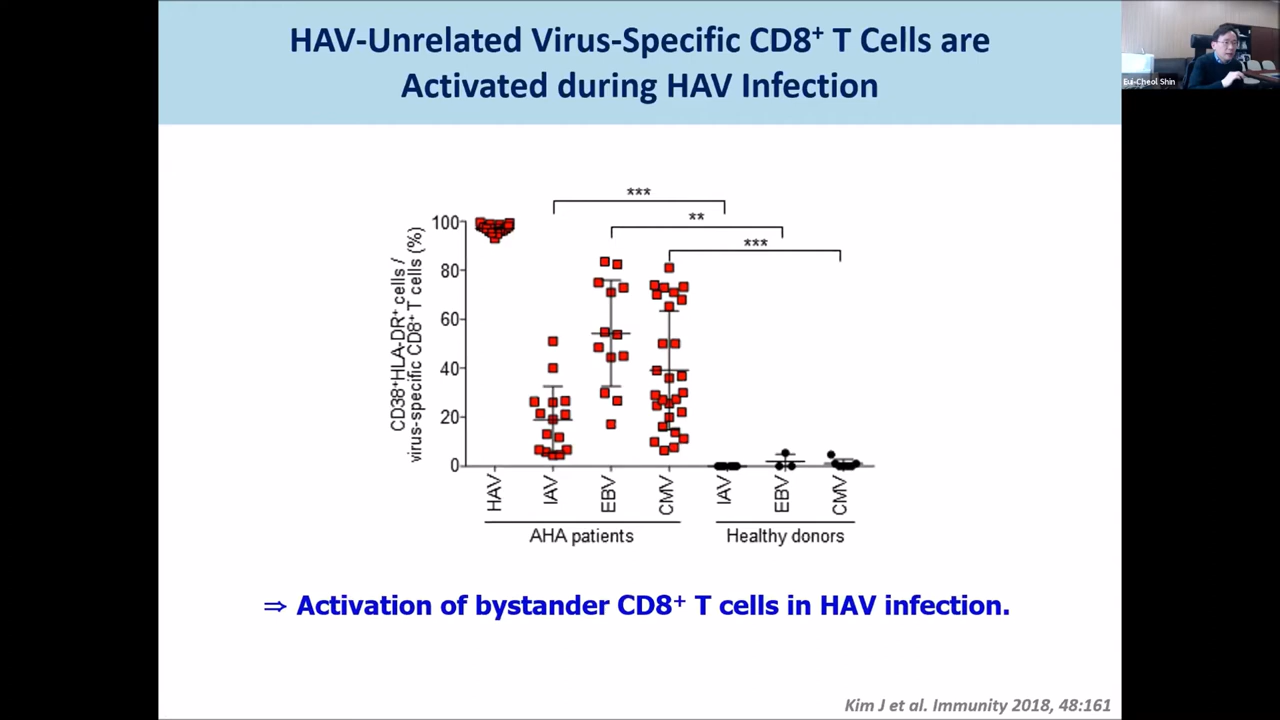 HAV-Unrelated Virus-Specific CD8⁺ T Cells are
Activated during HAV Infection
Eui-Cheol Shin
***
**
***
CD38⁺HLA-DR⁺ cells /
virus-specific CD8⁺ T cells (%)
100
80
60
40
20
0
HAV
IAV
EBV
CMV
IAV
EBV
CMV
AHA patients
Healthy donors
⇒ Activation of bystander CD8⁺ T cells in HAV infection.
Kim J et al. Immunity 2018, 48:161